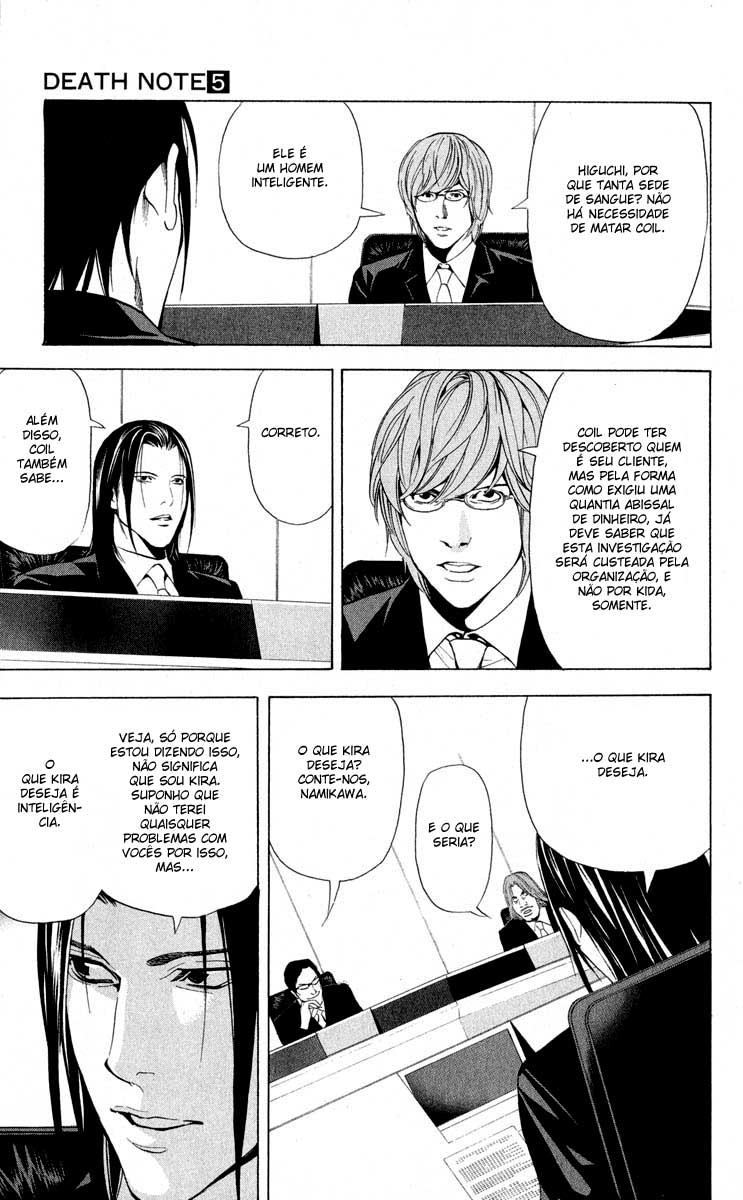 DEATH NOTE 5
HIGUCHI, POR
QUE TANTA SEDE
DE SANGUE? NÃO
HÁ NECESSIDADE
DE MATAR COIL.
ELE É
UM HOMEM
INTELIGENTE.
COIL PODE TER
DESCOBERTO QUEM
É SEU CLIENTE,
MAS PELA FORMA
COMO EXIGIU UMA
QUANTIA ABISSAL
DE DINHEIRO, JÁ
DEVE SABER QUE
ESTA INVESTIGAÇÃO
SERÁ CUSTEADA PELA
ORGANIZAÇÃO, E
NÃO POR KIDA,
SOMENTE.
CORRETO.
ALÉM
DISSO,
COIL
TAMBÉM
SABE...
...O QUE KIRA
DESEJA.
E O QUE
SERIA?
O QUE KIRA
DESEJA?
CONTE-NOS,
NAMIKAWA.
VEJA, SÓ PORQUE
ESTOU DIZENDO ISSO,
NÃO SIGNIFICA
QUE SOU KIRA.
SUPONHO QUE
NÃO TEREI
QUAISQUER
PROBLEMAS COM
VOCÊS POR ISSO,
MAS...
O
QUE KIRA
DESEJA É
INTELIGÊN-
CIA.